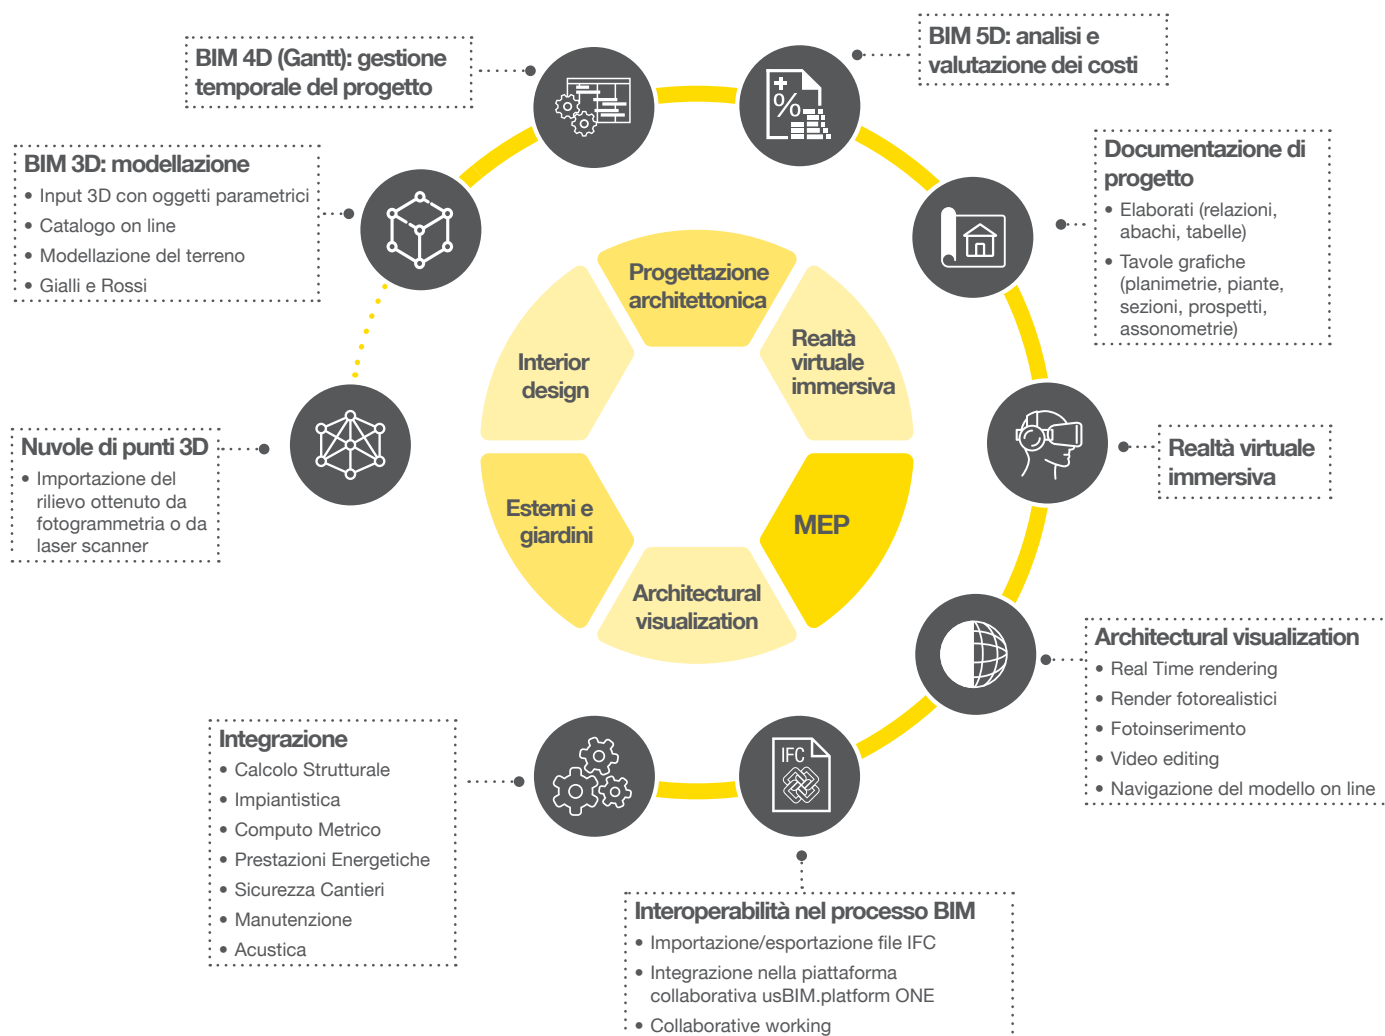 BIM 4D (Gantt): gestione
temporale del progetto
BIM 5D: analisi e
valutazione dei costi
BIM 3D: modellazione
• Input 3D con oggetti parametrici
• Catalogo on line
• Modellazione del terreno
• Gialli e Rossi
Documentazione di
progetto
• Elaborati (relazioni,
abachi, tabelle)
• Tavole grafiche
(planimetrie, piante,
sezioni, prospetti,
assonometrie)
Progettazione
architettonica
Interior
design
Realtà
virtuale
immersiva
Nuvole di punti 3D
• Importazione del
rilievo ottenuto da
fotogrammetria o da
laser scanner
Realtà virtuale
immersiva
Esterni e
giardini
MEP
Architectural
visualization
Architectural visualization
• Real Time rendering
• Render fotorealistici
• Fotoinserimento
• Video editing
• Navigazione del modello on line
Integrazione
• Calcolo Strutturale
• Impiantistica
• Computo Metrico
• Prestazioni Energetiche
• Sicurezza Cantieri
• Manutenzione
• Acustica
IFC
Interoperabilità nel processo BIM
• Importazione/esportazione file IFC
• Integrazione nella piattaforma
collaborativa usBIM.platform ONE
• Collaborative working